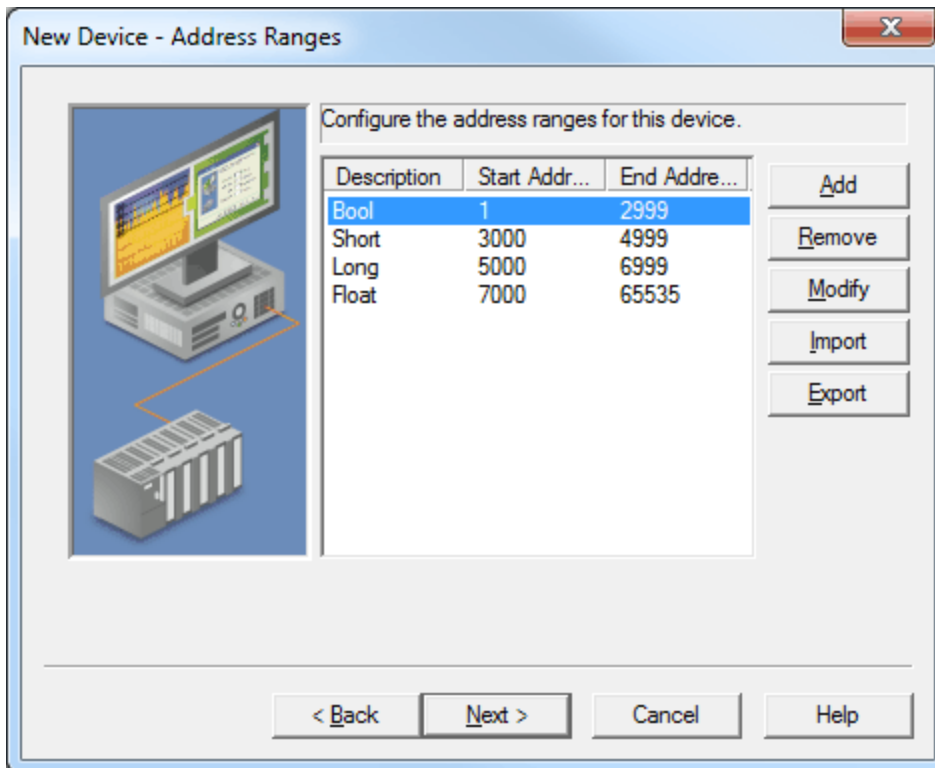 New Device - Address Ranges
Configure the address ranges for this device.
Description Start Addr... End Addre...
Bool 1 2999
Short 3000 4999
Long 5000 6999
Float 7000 65535
Add
Remove
Modify
Import
Export
< Back Next > Cancel Help